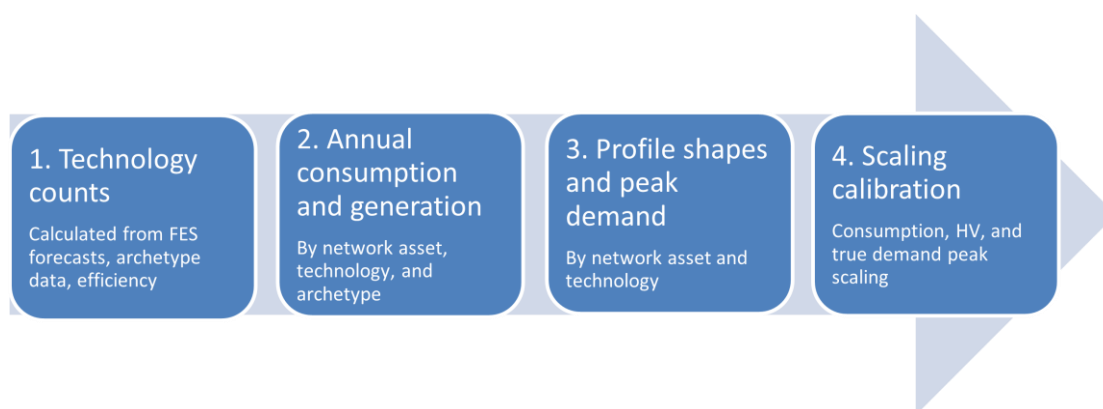 1. Technology
counts
Calculated from FES
forecasts, archetype
data, efficiency
2. Annual
consumption
and generation
By network asset,
technology, and
archetype
3. Profile shapes
and peak
demand
By network asset and
technology
4. Scaling
calibration
Consumption, HV, and
true demand peak
scaling